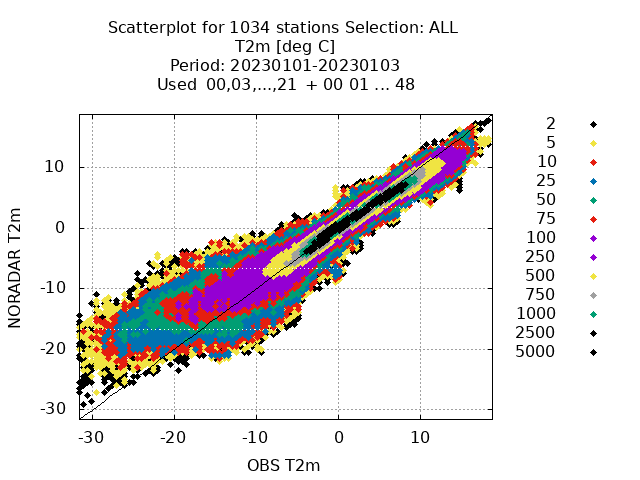 Scatterplot for 1034 stations Selection: ALL
T2m [deg C]
Period: 20230101-20230103
Used 00,03,...,21 + 00 01 ... 48
2
5
10
25
50
75
100
250
500
750
1000
2500
5000
10
0
-10
-20
-30
NORADAR T2m
-30 -20 -10 0 10
OBS T2m